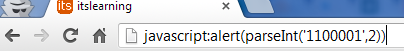 its itslearning
javascript:alert(parseInt('1100001',2))